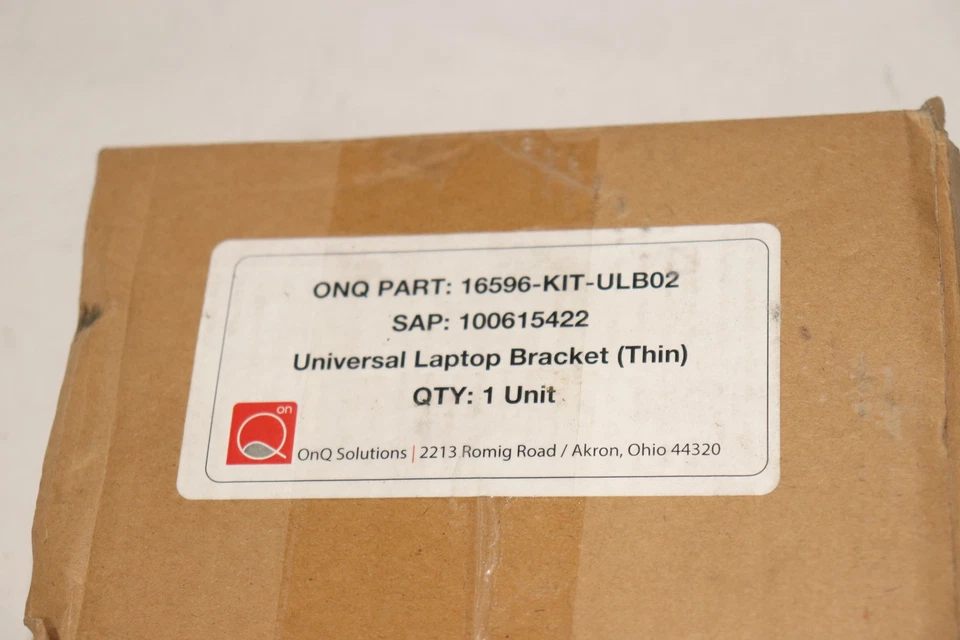 ONQ PART: 16596-KIT-ULB02
SAP: 100615422
Universal Laptop Bracket (Thin)
QTY: 1 Unit
on
Q
OnQ Solutions | 2213 Romig Road / Akron, Ohio 44320